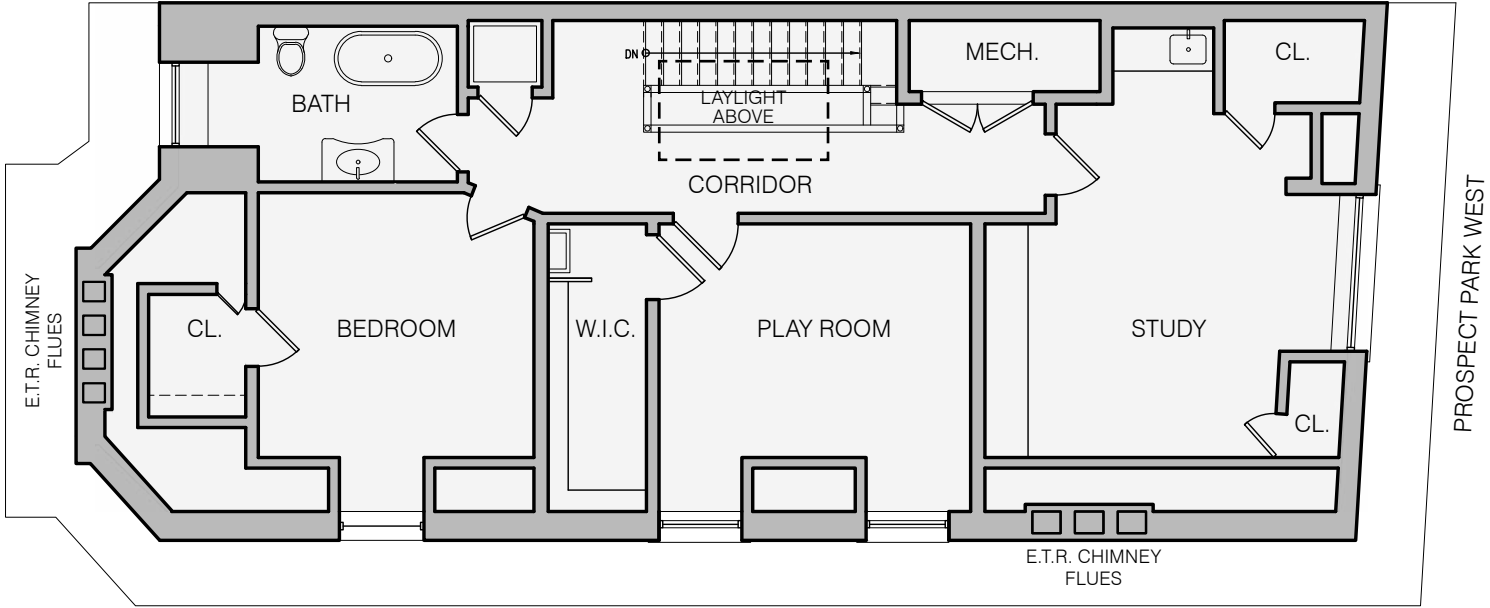 MECH.
CL.
DN
BATH
LAYLIGHT
ABOVE
CORRIDOR
PROSPECT PARK WEST
E.T.R. CHIMNEY
FLUES
CL.
BEDROOM
W.I.C.
PLAY ROOM
STUDY
CL.
E.T.R. CHIMNEY
FLUES